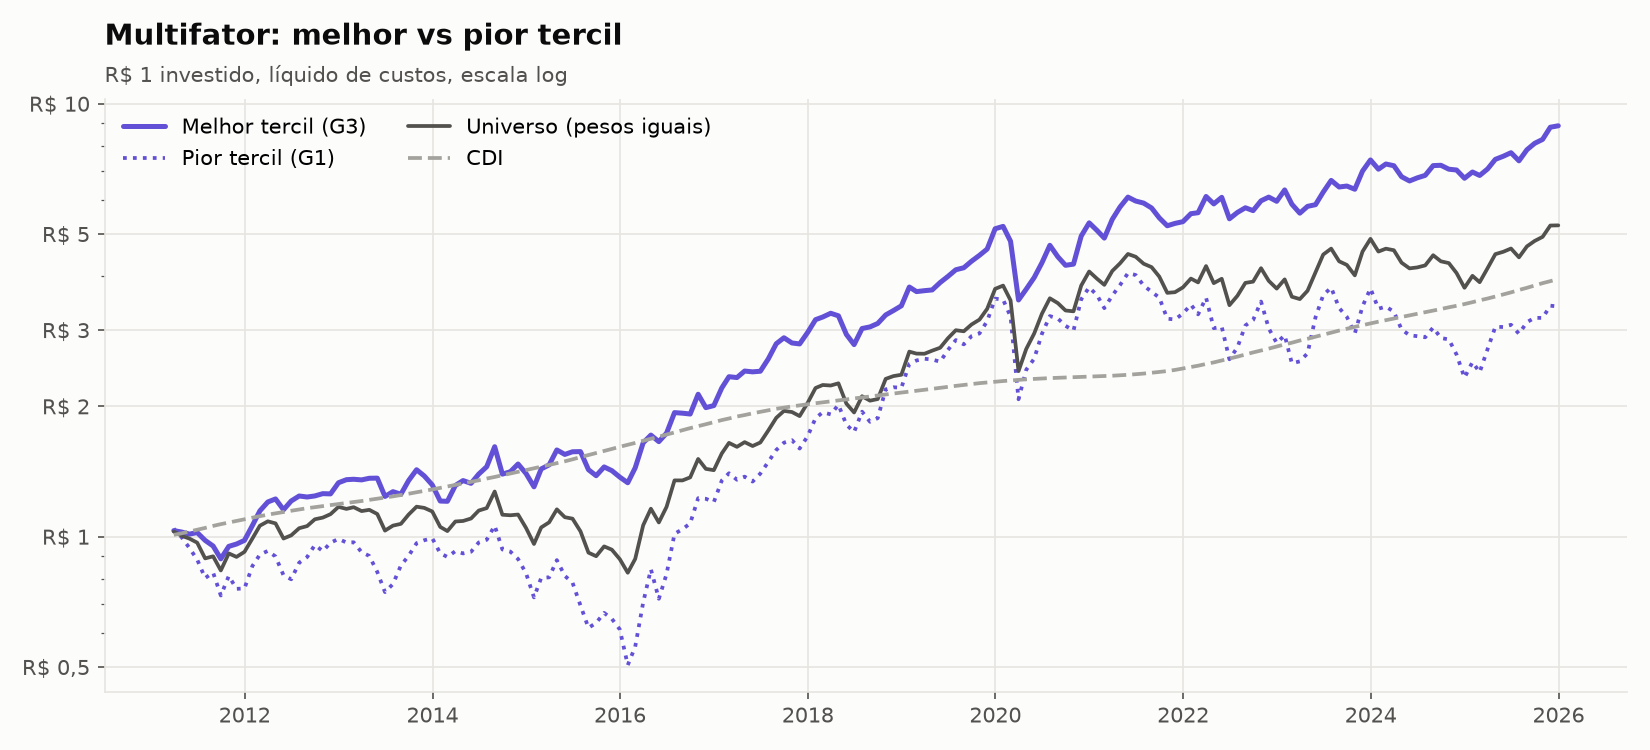 Multifator: melhor vs pior tercil
R$ 1 investido, líquido de custos, escala log
R$ 10
R$ 5
R$ 3
R$ 2
R$ 1
R$ 0,5
Melhor tercil (G3)
Pior tercil (G1)
Universo (pesos iguais)
CDI
2012
2014
2016
2018
2020
2022
2024
2026